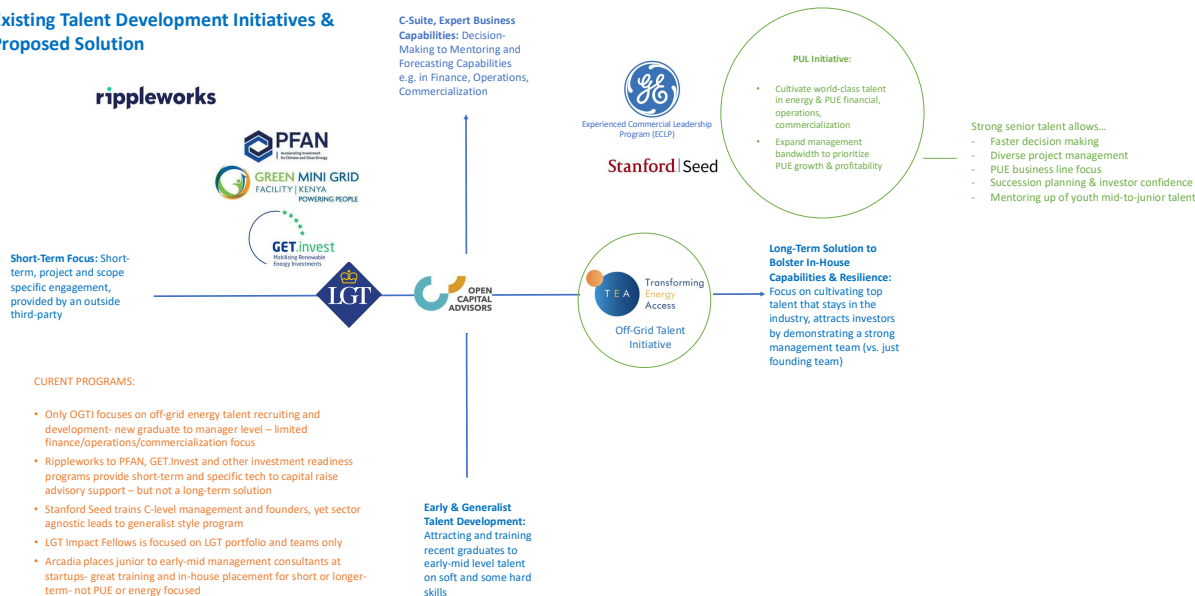 xisting Talent Development Initiatives &
roposed Solution
C-Suite, Expert Business
Capabilities: Decision-
Making to Mentoring and
Forecasting Capabilities
e.g. in Finance, Operations,
Commercialization
rippleworks
PFAN
Accelerating Investment
for Climate and Clean Energy
GREEN MINI GRID
FACILITY | KENYA
POWERING PEOPLE
GET.invest
Mobilising Renewable
Energy Investments
GE
Experienced Commercial Leadership
Program (ECLP)
Stanford | Seed
PUL Initiative:
• Cultivate world-class talent
in energy & PUE financial,
operations,
commercialization
• Expand management
bandwidth to prioritize
PUE growth & profitability
Strong senior talent allows…
- Faster decision making
- Diverse project management
- PUE business line focus
- Succession planning & investor confidence
- Mentoring up of youth mid-to-junior talent
Short-Term Focus: Short-
term, project and scope
specific engagement,
provided by an outside
third-party
LGT
OPEN
CAPITAL
ADVISORS
TEA
Transforming
Energy
Access
Off-Grid Talent
Initiative
Long-Term Solution to
Bolster In-House
Capabilities & Resilience:
Focus on cultivating top
talent that stays in the
industry, attracts investors
by demonstrating a strong
management team (vs. just
founding team)
CURENT PROGRAMS:
• Only OGTI focuses on off-grid energy talent recruiting and
development- new graduate to manager level – limited
finance/operations/commercialization focus
• Rippleworks to PFAN, GET.Invest and other investment readiness
programs provide short-term and specific tech to capital raise
advisory support – but not a long-term solution
• Stanford Seed trains C-level management and founders, yet sector
agnostic leads to generalist style program
• LGT Impact Fellows is focused on LGT portfolio and teams only
• Arcadia places junior to early-mid management consultants at
startups- great training and in-house placement for short or longer-
term- not PUE or energy focused
Early & Generalist
Talent Development:
Attracting and training
recent graduates to
early-mid level talent
on soft and some hard
skills